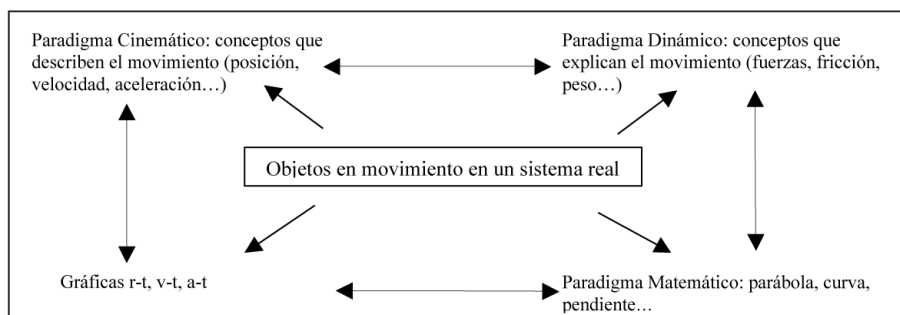 Paradigma Cinemático: conceptos que
describen el movimiento (posición,
velocidad, aceleración…)
Paradigma Dinámico: conceptos que
explican el movimiento (fuerzas, fricción,
peso…)
Objetos en movimiento en un sistema real
Gráficas r-t, v-t, a-t
Paradigma Matemático: parábola, curva,
pendiente…